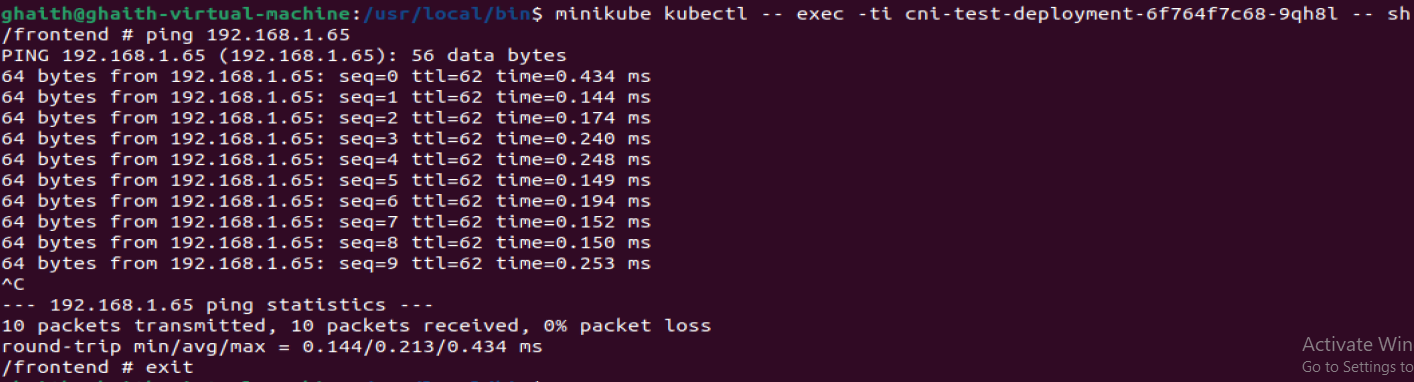 ghaith@ghaith-virtual-machine:/usr/local/bin$ minikube kubectl -- exec -ti cni-test-deployment-6f764f7c68-9qh8l -- sh
/frontend # ping 192.168.1.65
PING 192.168.1.65 (192.168.1.65): 56 data bytes
64 bytes from 192.168.1.65: seq=0 ttl=62 time=0.434 ms
64 bytes from 192.168.1.65: seq=1 ttl=62 time=0.144 ms
64 bytes from 192.168.1.65: seq=2 ttl=62 time=0.174 ms
64 bytes from 192.168.1.65: seq=3 ttl=62 time=0.240 ms
64 bytes from 192.168.1.65: seq=4 ttl=62 time=0.248 ms
64 bytes from 192.168.1.65: seq=5 ttl=62 time=0.149 ms
64 bytes from 192.168.1.65: seq=6 ttl=62 time=0.194 ms
64 bytes from 192.168.1.65: seq=7 ttl=62 time=0.152 ms
64 bytes from 192.168.1.65: seq=8 ttl=62 time=0.150 ms
64 bytes from 192.168.1.65: seq=9 ttl=62 time=0.253 ms
^C
--- 192.168.1.65 ping statistics ---
10 packets transmitted, 10 packets received, 0% packet loss
round-trip min/avg/max = 0.144/0.213/0.434 ms
/frontend # exit
Activate Win
Go to Settings to